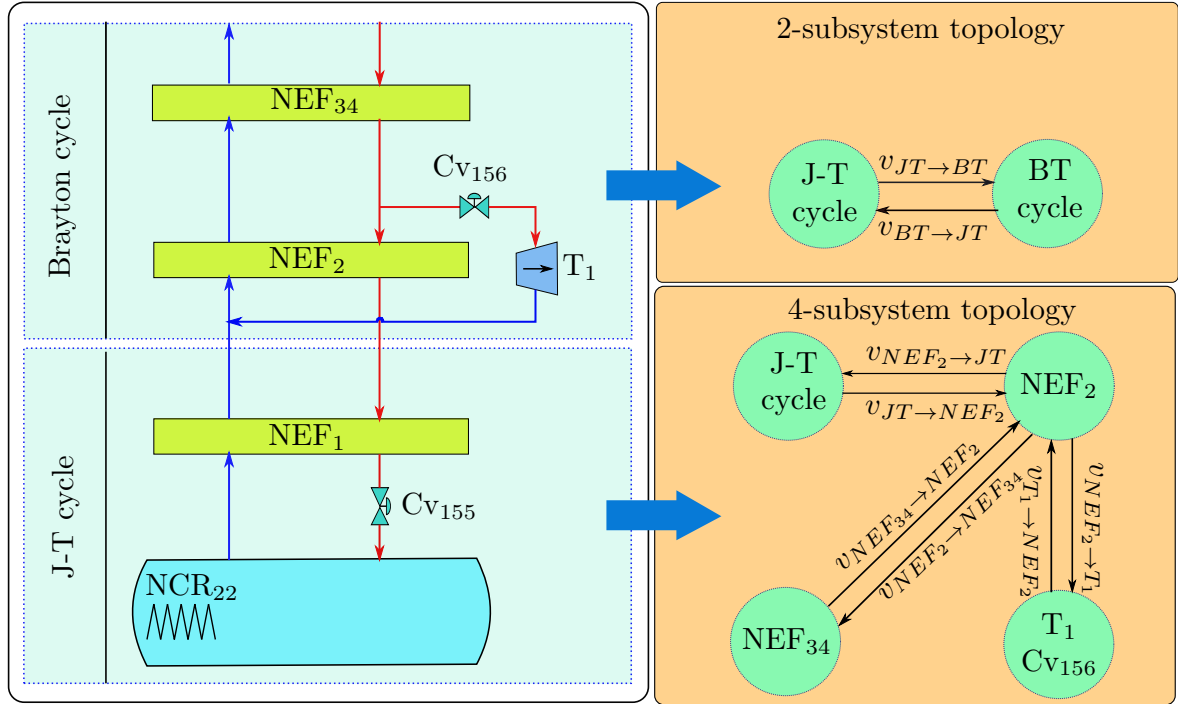 Brayton cycle
NEF34
Cv156
NEF2
T1
J-T cycle
NEF1
Cv155
NCR22
2-subsystem topology
J-T
cycle
vJT→BT
vBT→JT
BT
cycle
4-subsystem topology
J-T
cycle
vNEF2→JT
vJT→NEF2
NEF2
vNEF34→NEF2
vNEF2→NEF34
vT1→NEF2
vNEF2→T1
NEF34
T1
Cv156